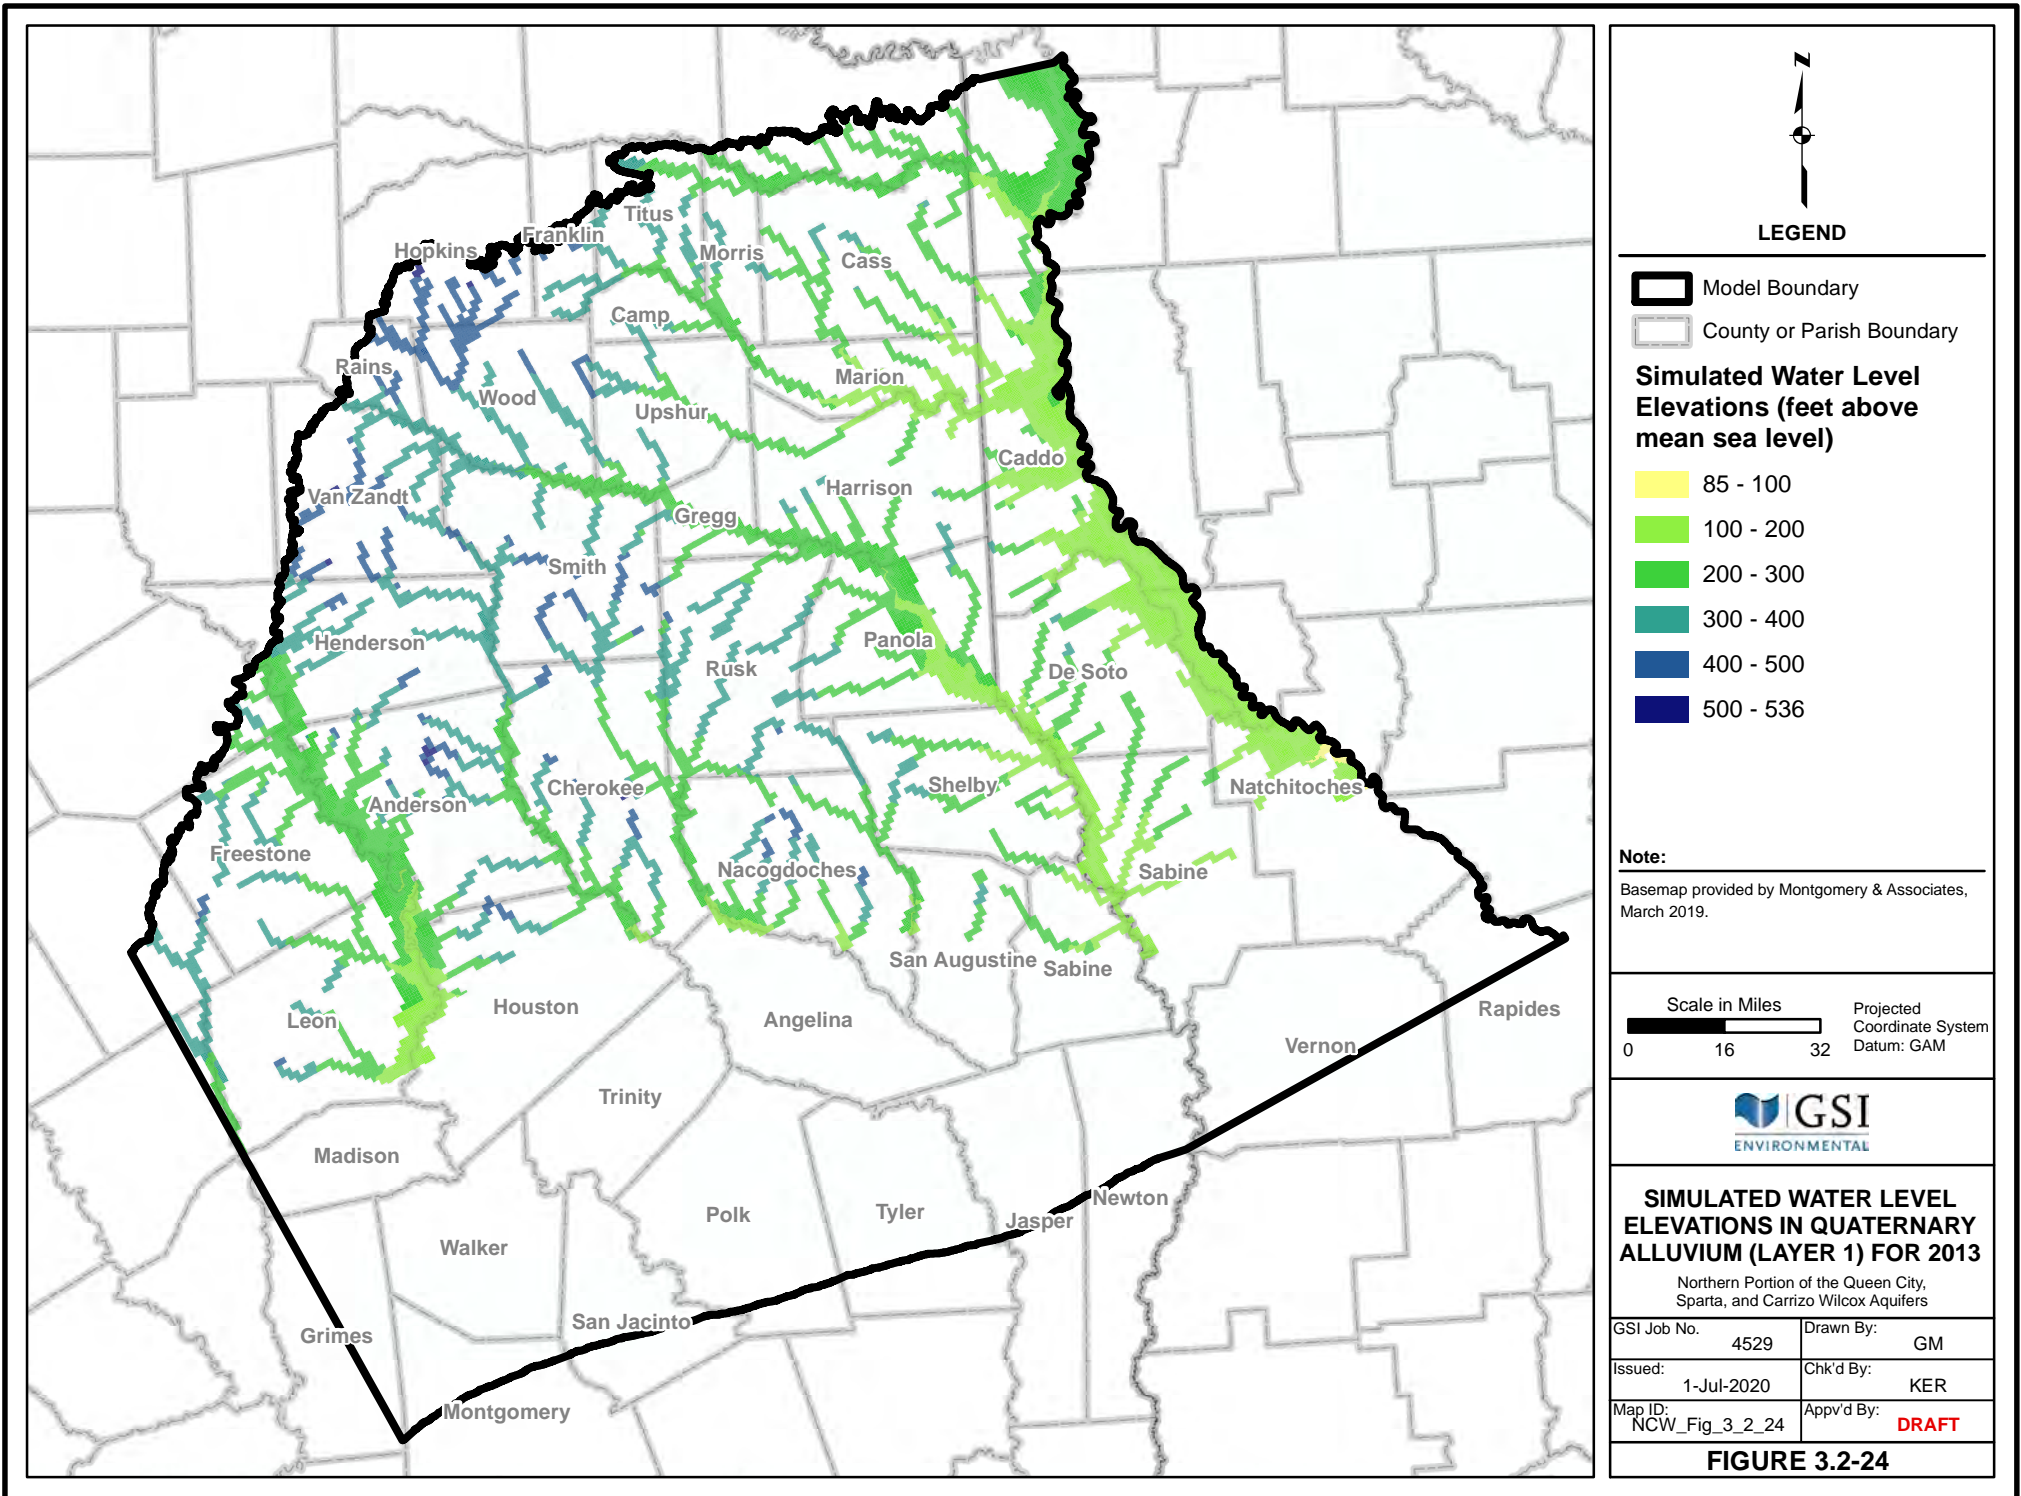 Titus
Franklin
Hopkins
Morris
Cass
Camp
Rains
Marion
Wood
Upshur
Caddo
Harrison
Van Zandt
Gregg
Smith
Henderson
Panola
Rusk
De Soto
Cherokee
Shelby
Natchitoches
Anderson
Freestone
Nacogdoches
Sabine
San Augustine
Sabine
Houston
Leon
Angelina
Rapides
Vernon
Trinity
Madison
Newton
Polk
Tyler
Jasper
Walker
San Jacinto
Grimes
Montgomery
N
LEGEND
Model Boundary
County or Parish Boundary
Simulated Water Level
Elevations (feet above
mean sea level)
85 - 100
100 - 200
200 - 300
300 - 400
400 - 500
500 - 536
Note:
Basemap provided by Montgomery & Associates,
March 2019.
Scale in Miles
0 16 32
Projected
Coordinate System
Datum: GAM
GSI
ENVIRONMENTAL
SIMULATED WATER LEVEL
ELEVATIONS IN QUATERNARY
ALLUVIUM (LAYER 1) FOR 2013
Northern Portion of the Queen City,
Sparta, and Carrizo Wilcox Aquifers
GSI Job No. 4529 Drawn By: GM
Issued: 1-Jul-2020 Chk'd By: KER
Map ID: NCW_Fig_3_2_24 Appv'd By: DRAFT
FIGURE 3.2-24